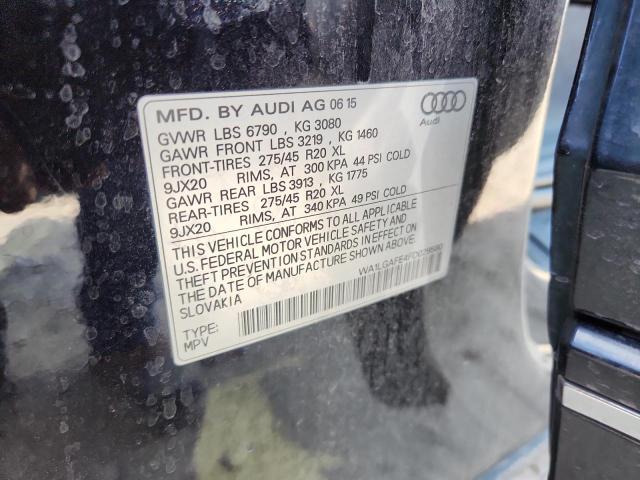 MFD. BY AUDI AG 06 15
Audi
GVWR LBS 6790 , KG 3080
GAWR FRONT LBS 3219 , KG 1460
FRONT-TIRES 275/45 R20 XL
9JX20 RIMS, AT 300 KPA 44 PSI COLD
GAWR REAR LBS 3913 , KG 1775
REAR-TIRES 275/45 R20 XL
9JX20 RIMS, AT 340 KPA 49 PSI COLD
THIS VEHICLE CONFORMS TO ALL APPLICABLE
U.S. FEDERAL MOTOR VEHICLE SAFETY AND
THEFT PREVENTION STANDARDS IN EFFECT ON
THE DATE OF MANUFACTURE SHOWN ABOVE.
SLOVAKIA
TYPE:
MPV